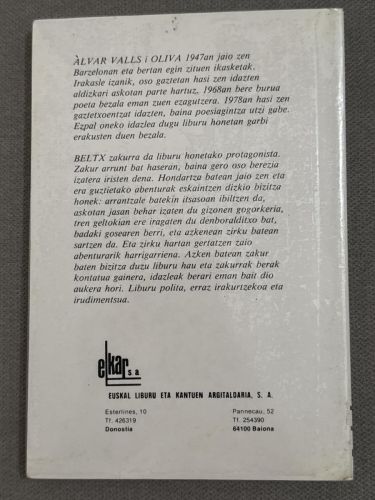 ÀLVAR VALLS i OLIVA 1947an jaio zen
Barzelonan eta bertan egin zituen ikasketak.
Irakasle izanik, oso gaztetan hasi zen idazten
aldizkari askotan parte hartuz. 1968an bere burua
poeta bezala eman zuen ezagutzera. 1978an hasi zen
gaztetxoentzat idazten, baina poesiagintza utzi gabe.
Ezpal oneko idazlea dugu liburu honetan garbi
erakusten duen bezala.
BELTX zakurra da liburu honetako protagonista.
Zakur arrunt bat haseran, baina gero oso berezia
izatera iristen dena. Hondartza batean jaio zen eta
era guztietako abenturak eskaintzen dizkio bizitza
honek: arrantzale batekin itsasoan ibiltzen da,
askotan jasan behar izaten du gizonen gogorkeria,
tren geltokian ere iragaten du denboralditxo bat,
badaki gosearen berri, eta azkenean zirku batean
sartzen da. Eta zirku hartan gertatzen zaio
abenturarik harrigarriena. Azken batean zakur
baten bizitza duzu liburu hau eta zakurrak berak
kontatua gainera, idazleak berari eman bait dio
aukera hori. Liburu polita, erraz irakurtzekoa eta
irudimentsua.
elkar s.a.
EUSKAL LIBURU ETA KANTUEN ARGITALDARIA, S. A.
Esterlines, 10 Pannecau, 52
Tf. 426319 Tf. 254390
Donostia 64100 Baiona